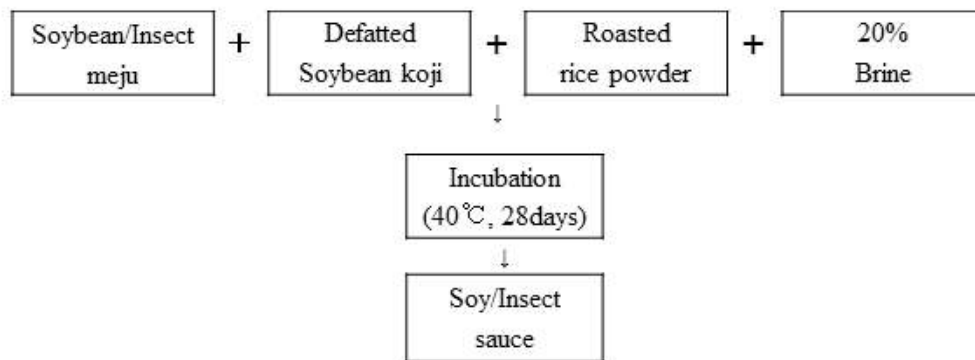 Soybean/Insect
meju
+
Defatted
Soybean koji
+
Roasted
rice powder
+
20%
Brine
↓
Incubation
(40℃, 28days)
↓
Soy/Insect
sauce